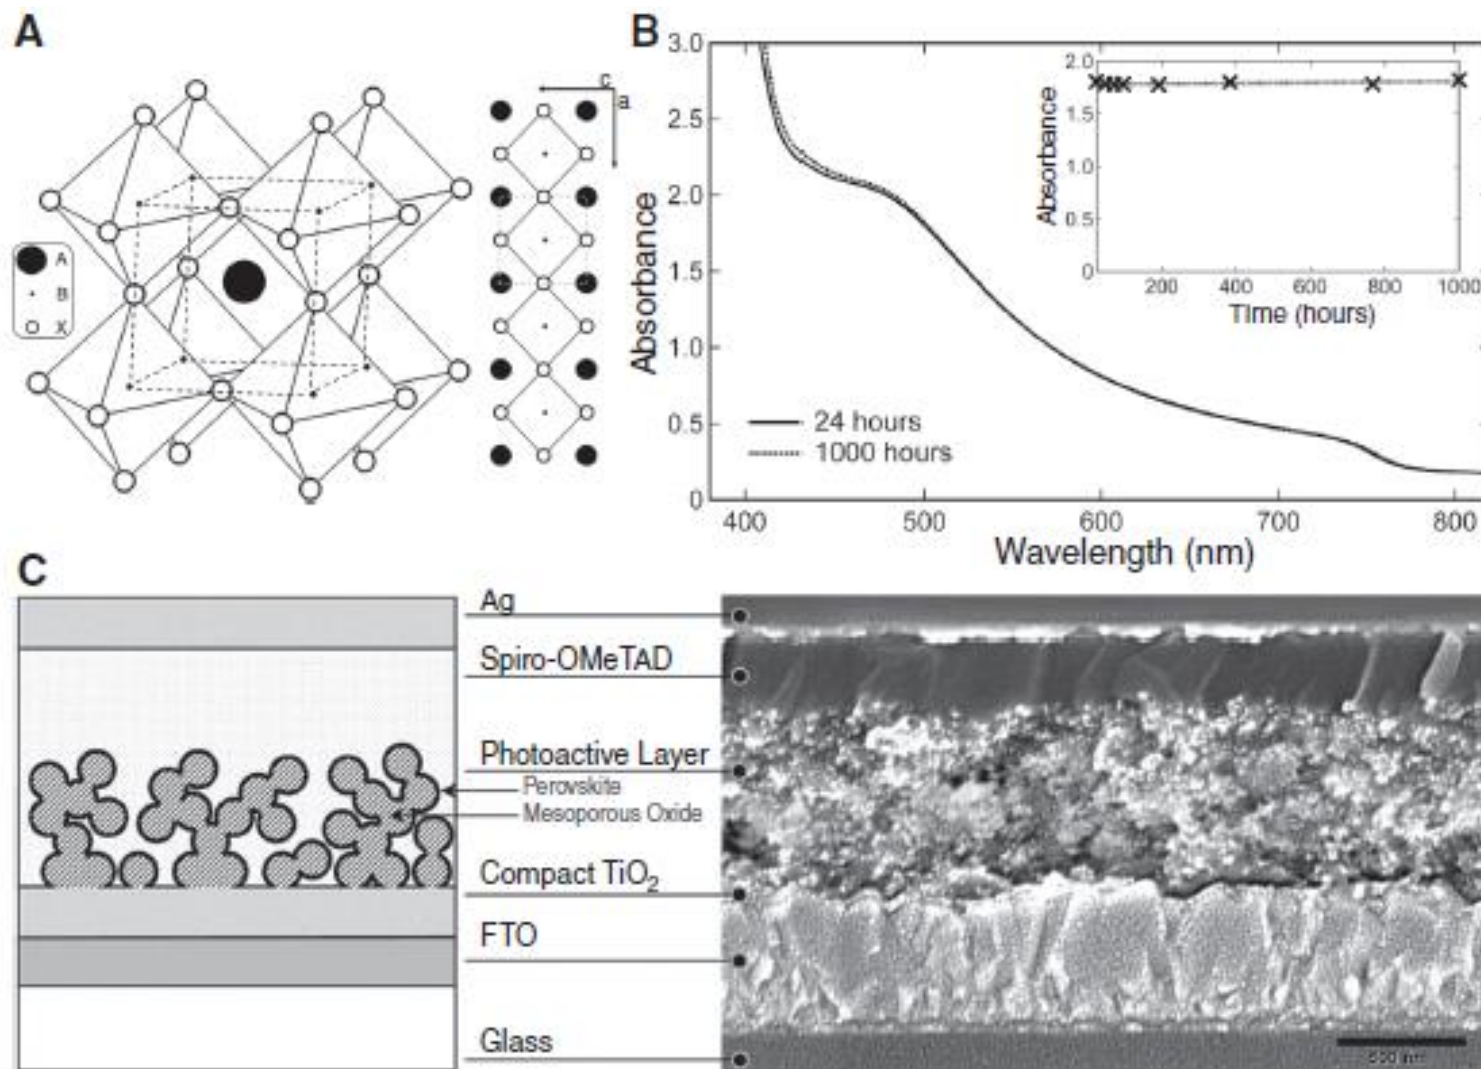 A
c
a
A
B
X
B
3.0
2.5
2.0
1.5
1.0
0.5
0
Absorbance
400
500
600
700
800
Wavelength (nm)
24 hours
1000 hours
2.0
1.5
1.0
0.5
0
Absorbance
200
400
600
800
1000
Time (hours)
C
Ag
Spiro-OMeTAD
Photoactive Layer
Perovskite
Mesoporous Oxide
Compact TiO₂
FTO
Glass
500 nm